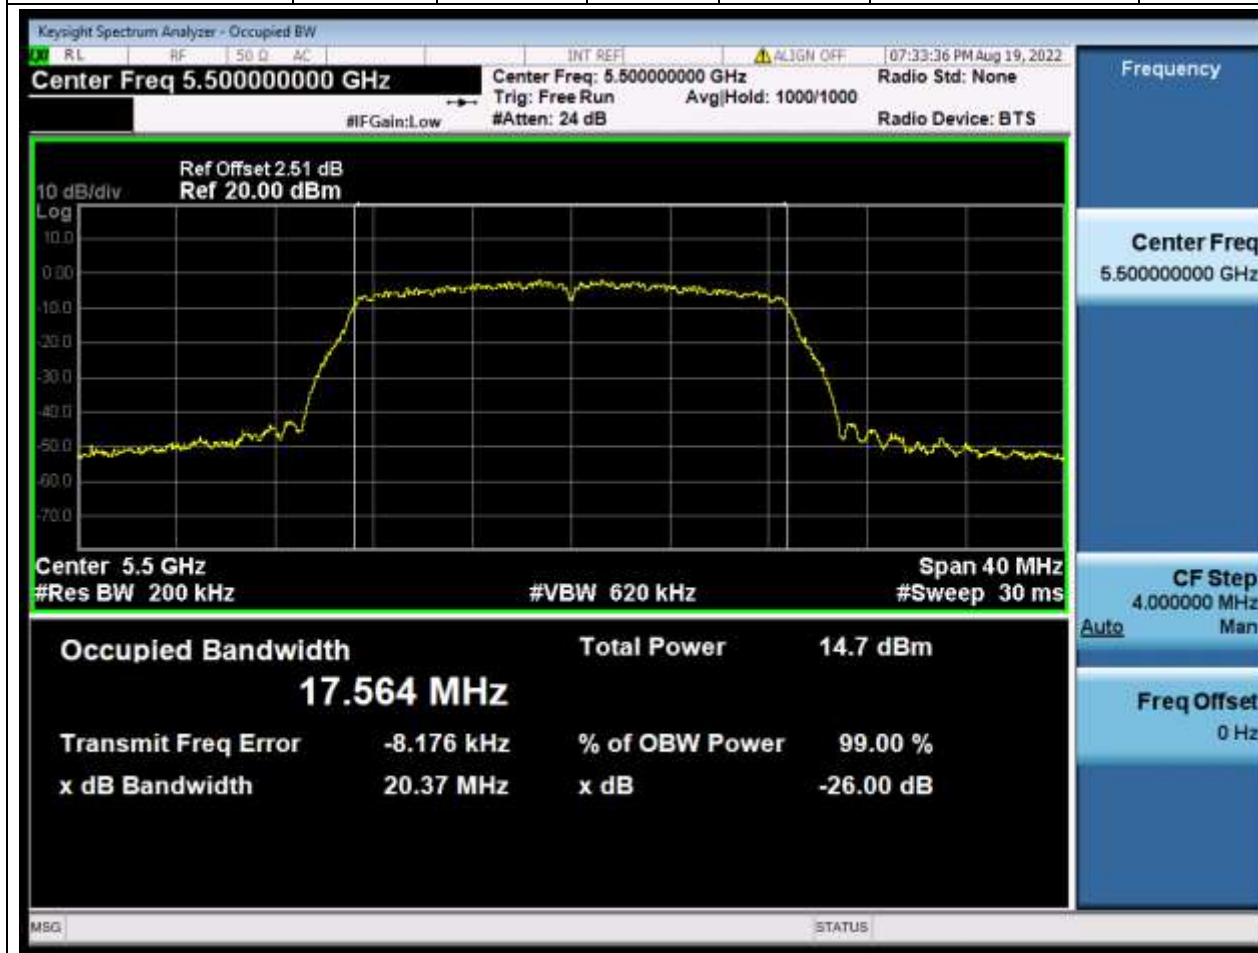 Keysight Spectrum Analyzer - Occupied BW
RL RF 50 Ω AC INT REF ALIGN OFF 07:33:36 PM Aug 19, 2022
Center Freq 5.500000000 GHz
Center Freq: 5.500000000 GHz
Radio Std: None
Trig: Free Run Avg|Hold: 1000/1000
#IFGain:Low #Atten: 24 dB Radio Device: BTS
Ref Offset 2.51 dB
10 dB/div Ref 20.00 dBm
Log
10.0
0.00
-10.0
-20.0
-30.0
-40.0
-50.0
-60.0
-70.0
Center 5.5 GHz Span 40 MHz
#Res BW 200 kHz #VBW 620 kHz #Sweep 30 ms
Occupied Bandwidth Total Power 14.7 dBm
17.564 MHz
Transmit Freq Error -8.176 kHz % of OBW Power 99.00 %
x dB Bandwidth 20.37 MHz x dB -26.00 dB
Frequency
Center Freq
5.500000000 GHz
CF Step
4.000000 MHz
Auto Man
Freq Offset
0 Hz
MSG STATUS